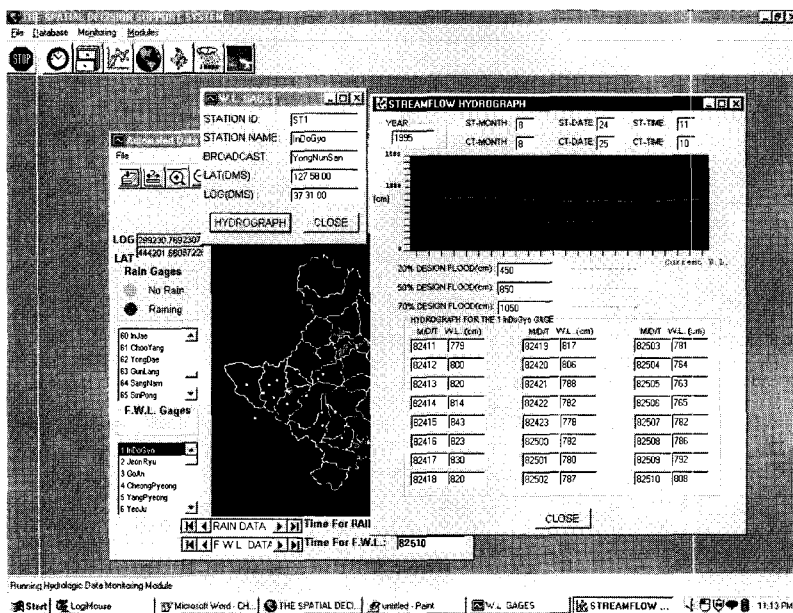 THE SPATIAL DECISION SUPPORT SYSTEM
File Database Monitoring Modules
STOP
W.L. GAGES
STATION ID: ST1
STATION NAME: InDoGyo
BROADCAST: YongNunSan
LAT(DMS) 127 58 00
LOG(DMS) 37 31 00
HYDROGRAPH CLOSE
File
LOG
LAT
Rain Gages
No Rain
Raining
60 InJae
61 ChooYang
62 YongDae
63 GunLang
64 SangNam
65 SinPong
F.W.L. Gages
1 InDoGyo
2 JeonRyu
3 GoAn
4 CheongPyeong
5 YangPyeong
6 YeoJu
RAIN DATA Time For RAI
F W L DATA Time For F.W.L.: 82510
STREAMFLOW HYDROGRAPH
YEAR ST-MONTH 8 ST-DATE 24 ST-TIME 11
1995 CT-MONTH 8 CT-DATE 25 CT-TIME 10
(cm)
0
Current W.L.
20% DESIGN FLOOD(cm): 450
50% DESIGN FLOOD(cm): 850
70% DESIGN FLOOD(cm): 1050
HYDROGRAPH FOR THE 1 InDoGyo GAGE
M/D/T W.L. (cm) M/D/T W.L. (cm) M/D/T W.L. (cm)
82411 779 82419 817 82503 781
82412 800 82420 806 82504 764
82413 820 82421 788 82505 763
82414 814 82422 782 82506 765
82415 843 82423 778 82507 782
82416 823 82500 792 82508 786
82417 830 82501 780 82509 792
82418 820 82502 787 82510 808
CLOSE
Running Hydrologic Data Monitoring Module
Start LogiMouse Microsoft Word - CH... THE SPATIAL DECI... untitled - Paint W.L. GAGES STREAMFLOW ... 11:13 PM